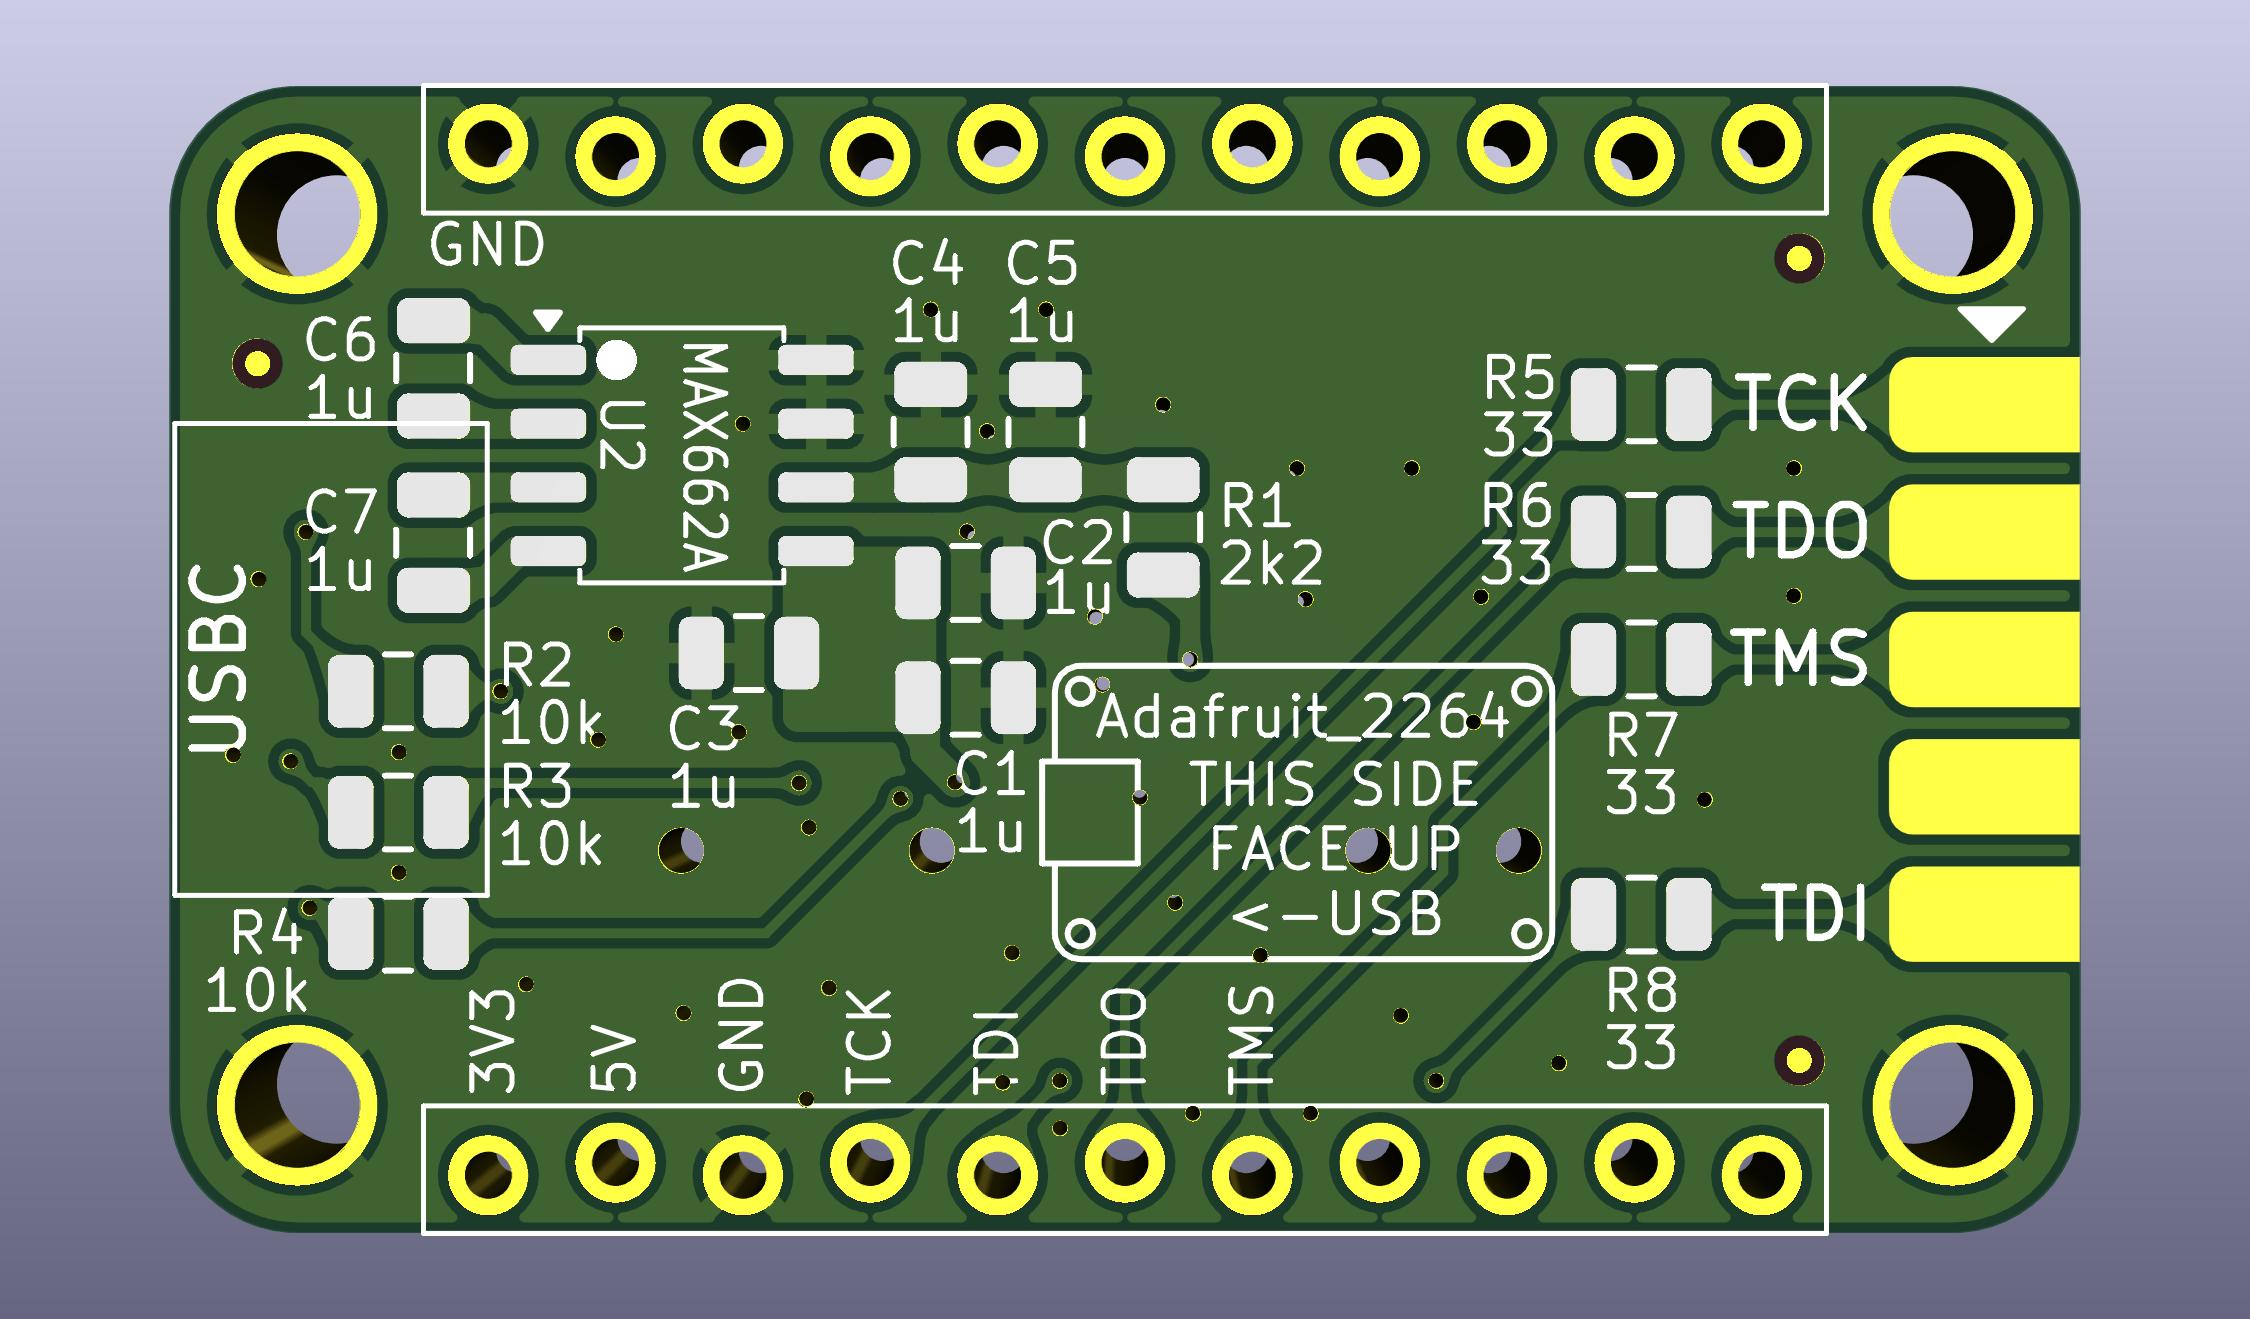 GND
C4
1u
C5
1u
C6
1u
U2
MAX662A
R5
33
TCK
C7
1u
R1
2k2
R6
33
TDO
C2
1u
USBC
R2
10k
TMS
C3
1u
Adafruit_2264
THIS SIDE
FACE UP
<-USB
R7
33
R3
10k
C1
1u
R4
10k
TDI
R8
33
3V3
5V
GND
TCK
TDI
TDO
TMS